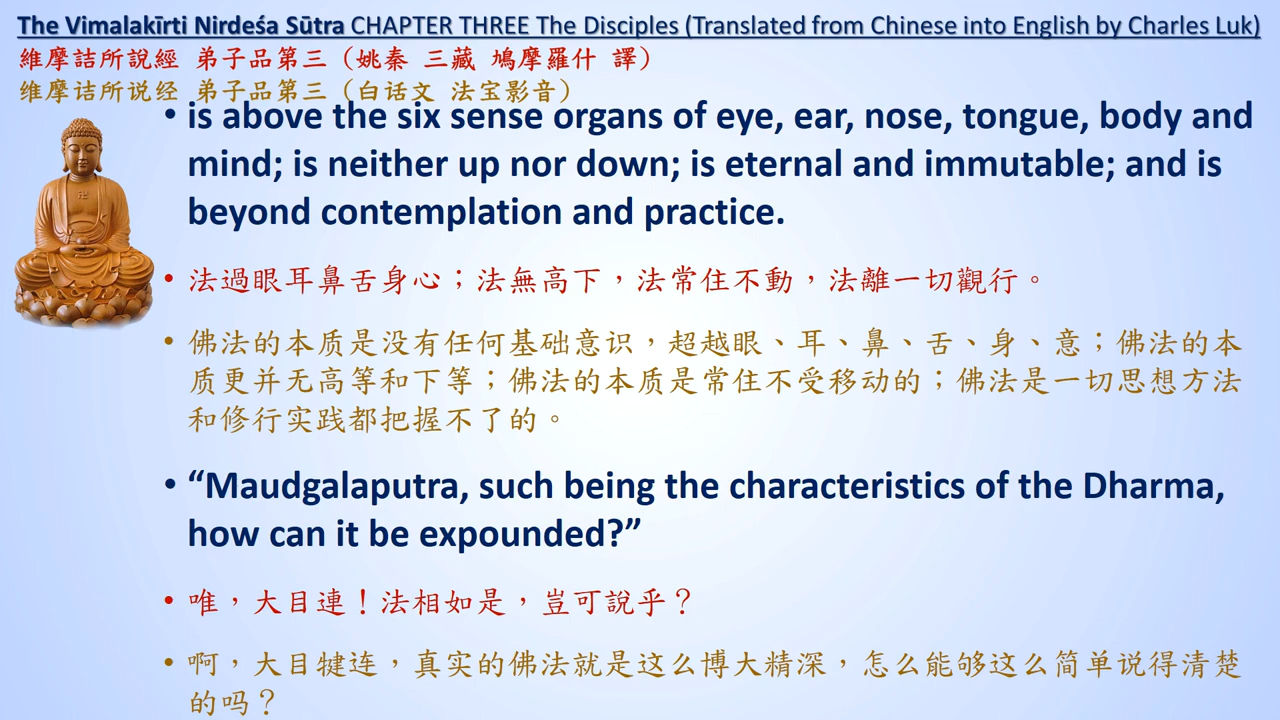 The Vimalakīrti Nirdeśa Sūtra CHAPTER THREE The Disciples (Translated from Chinese into English by Charles Luk)
維摩詰所說經 弟子品第三（姚秦 三藏 鳩摩羅什 譯）
维摩诘所说经 弟子品第三（白话文 法宝影音）
• is above the six sense organs of eye, ear, nose, tongue, body and
mind; is neither up nor down; is eternal and immutable; and is
beyond contemplation and practice.
• 法過眼耳鼻舌身心；法無高下，法常住不動，法離一切觀行。
• 佛法的本质是没有任何基础意识，超越眼、耳、鼻、舌、身、意；佛法的本
质更并无高等和下等；佛法的本质是常住不受移动的；佛法是一切思想方法
和修行实践都把握不了的。
• “Maudgalaputra, such being the characteristics of the Dharma,
how can it be expounded?”
• 唯，大目連！法相如是，豈可說乎？
• 啊，大目犍连，真实的佛法就是这么博大精深，怎么能够这么简单说得清楚
的吗？